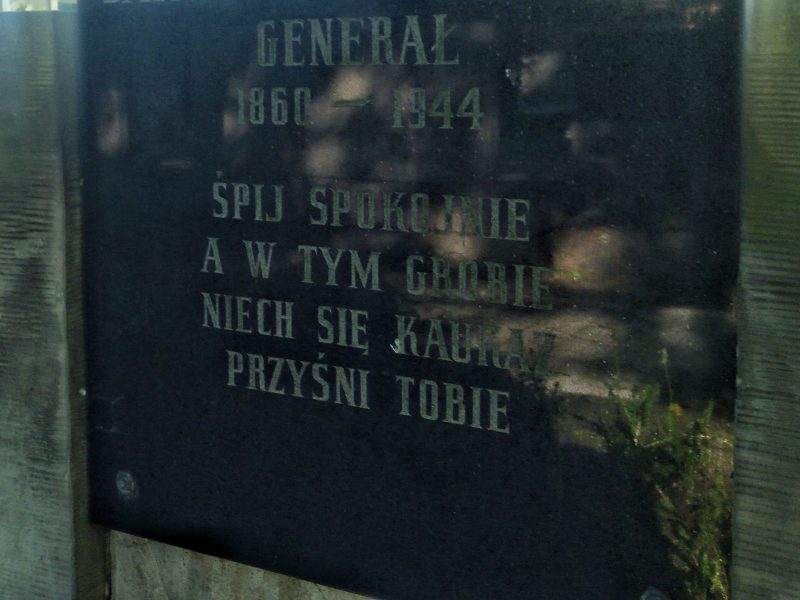 GENERAŁ
1860 — 1944
ŚPIJ SPOKOJNIE
A W TYM GROBIE
NIECH SIĘ KAUKAZ
PRZYŚNI TOBIE